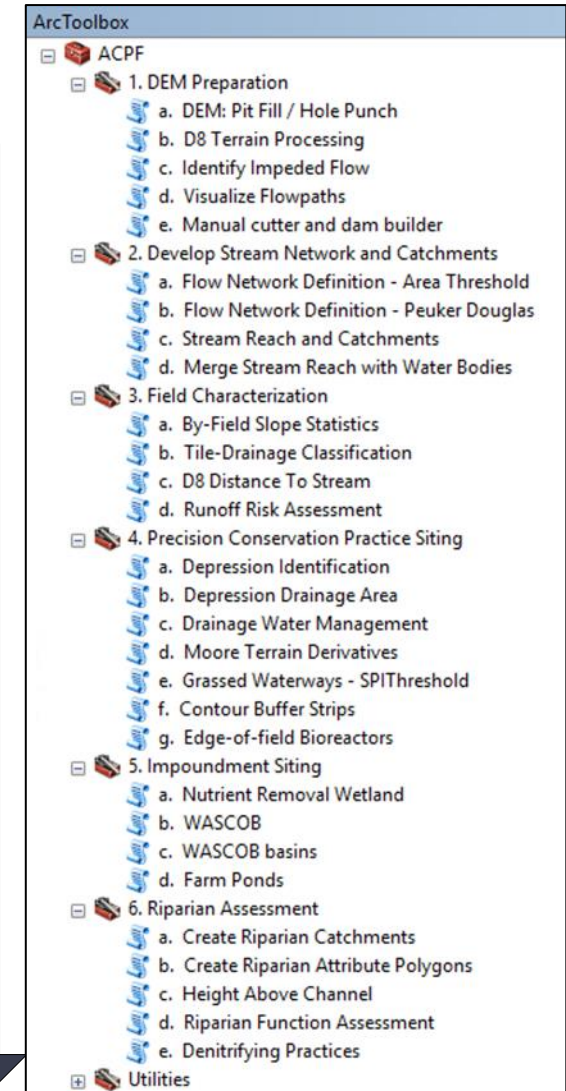 ArcToolbox
ACPF
1. DEM Preparation
a. DEM: Pit Fill / Hole Punch
b. D8 Terrain Processing
c. Identify Impeded Flow
d. Visualize Flowpaths
e. Manual cutter and dam builder
2. Develop Stream Network and Catchments
a. Flow Network Definition - Area Threshold
b. Flow Network Definition - Peuker Douglas
c. Stream Reach and Catchments
d. Merge Stream Reach with Water Bodies
3. Field Characterization
a. By-Field Slope Statistics
b. Tile-Drainage Classification
c. D8 Distance To Stream
d. Runoff Risk Assessment
4. Precision Conservation Practice Siting
a. Depression Identification
b. Depression Drainage Area
c. Drainage Water Management
d. Moore Terrain Derivatives
e. Grassed Waterways - SPIThreshold
f. Contour Buffer Strips
g. Edge-of-field Bioreactors
5. Impoundment Siting
a. Nutrient Removal Wetland
b. WASCOB
c. WASCOB basins
d. Farm Ponds
6. Riparian Assessment
a. Create Riparian Catchments
b. Create Riparian Attribute Polygons
c. Height Above Channel
d. Riparian Function Assessment
e. Denitrifying Practices
Utilities